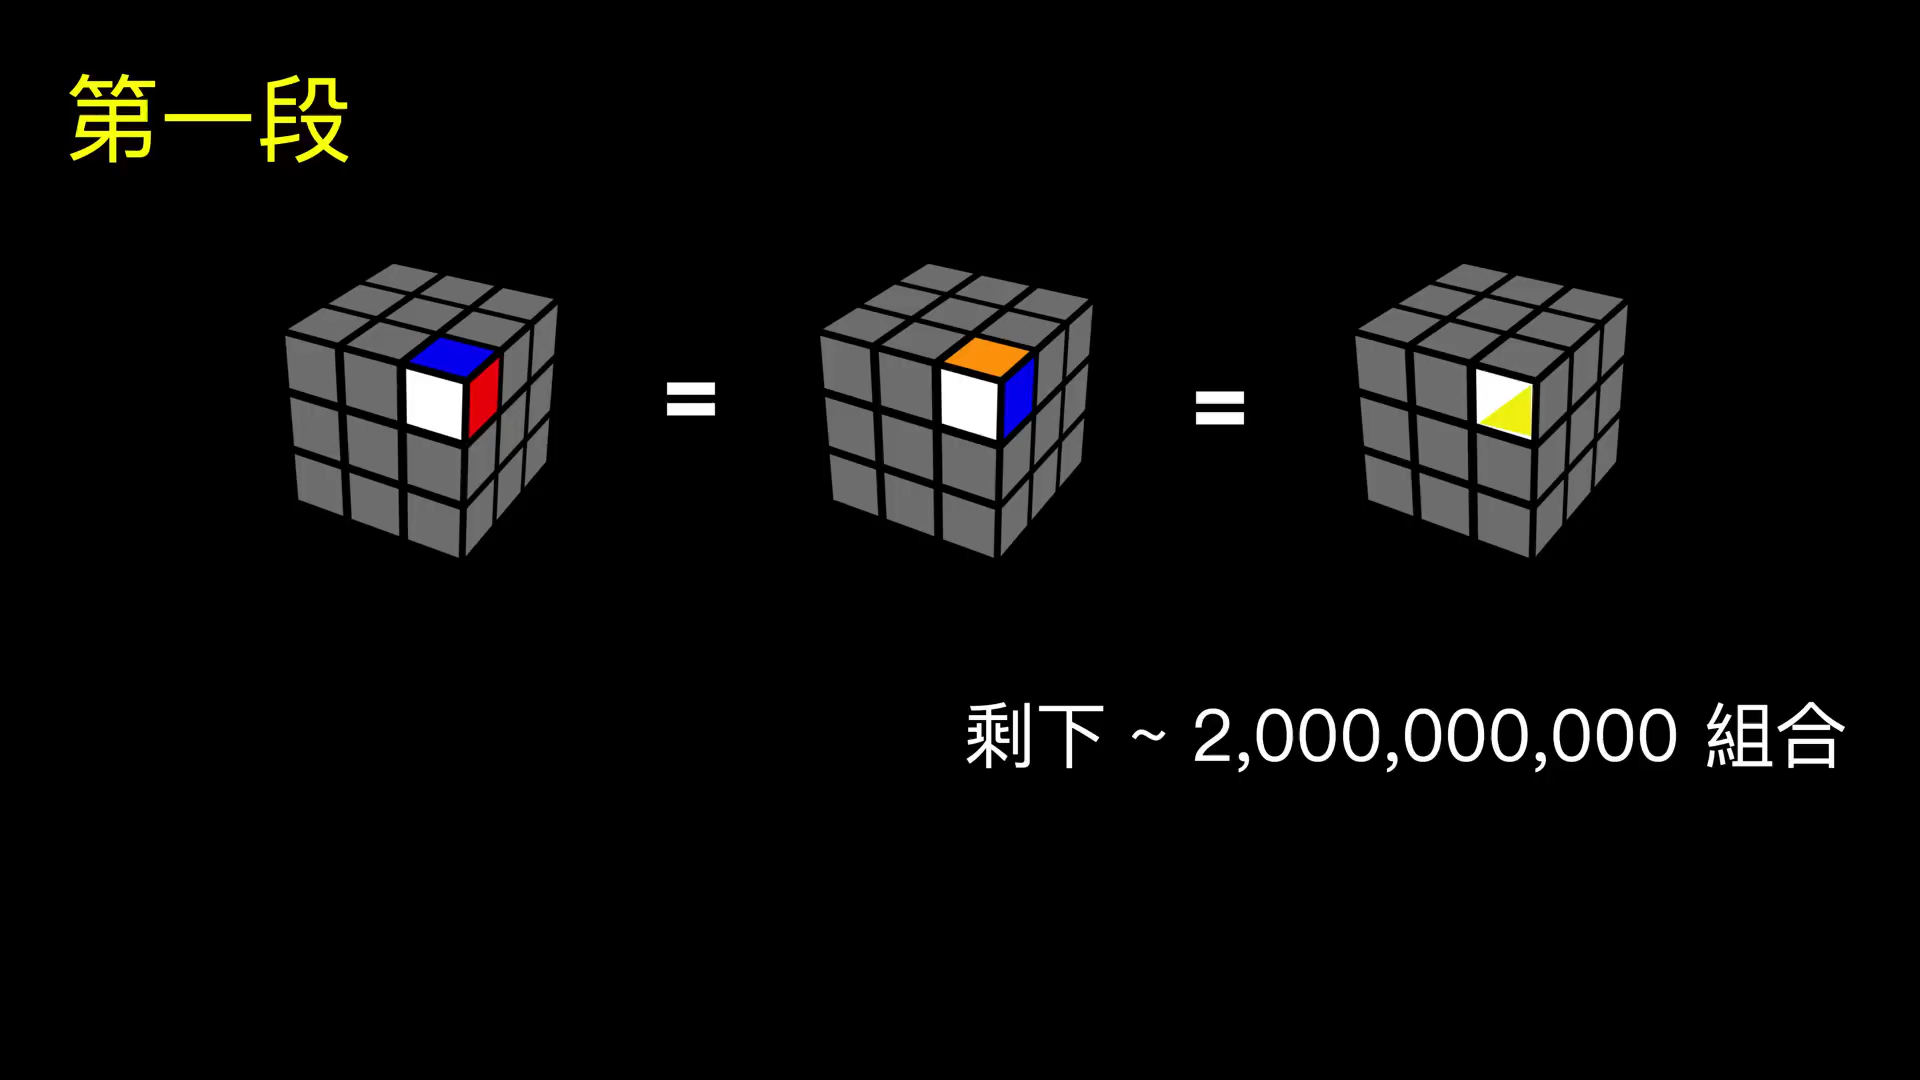 第一段
= =
剩下 ~ 2,000,000,000 組合